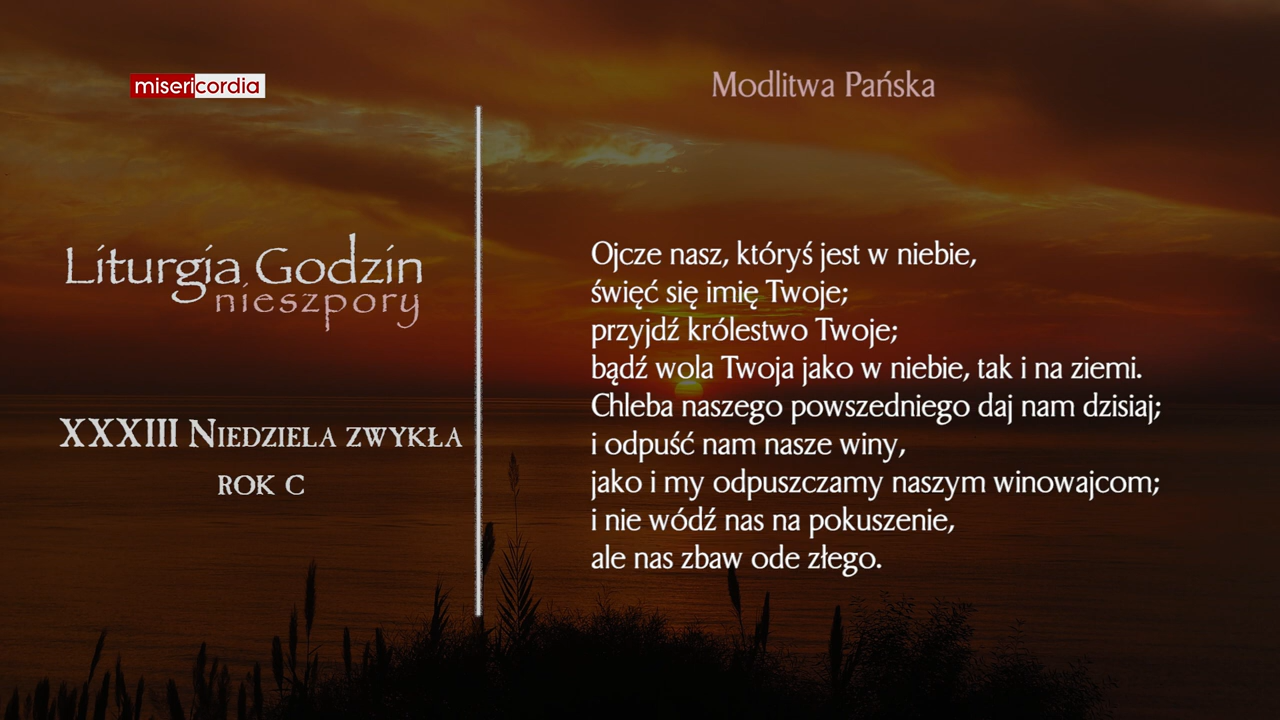 misericordia
Liturgia Godzin
nieszpory
XXXIII Niedziela zwykła
rok C
Modlitwa Pańska
Ojcze nasz, któryś jest w niebie,
święć się imię Twoje;
przyjdź królestwo Twoje;
bądź wola Twoja jako w niebie, tak i na ziemi.
Chleba naszego powszedniego daj nam dzisiaj;
i odpuść nam nasze winy,
jako i my odpuszczamy naszym winowajcom;
i nie wódź nas na pokuszenie,
ale nas zbaw ode złego.